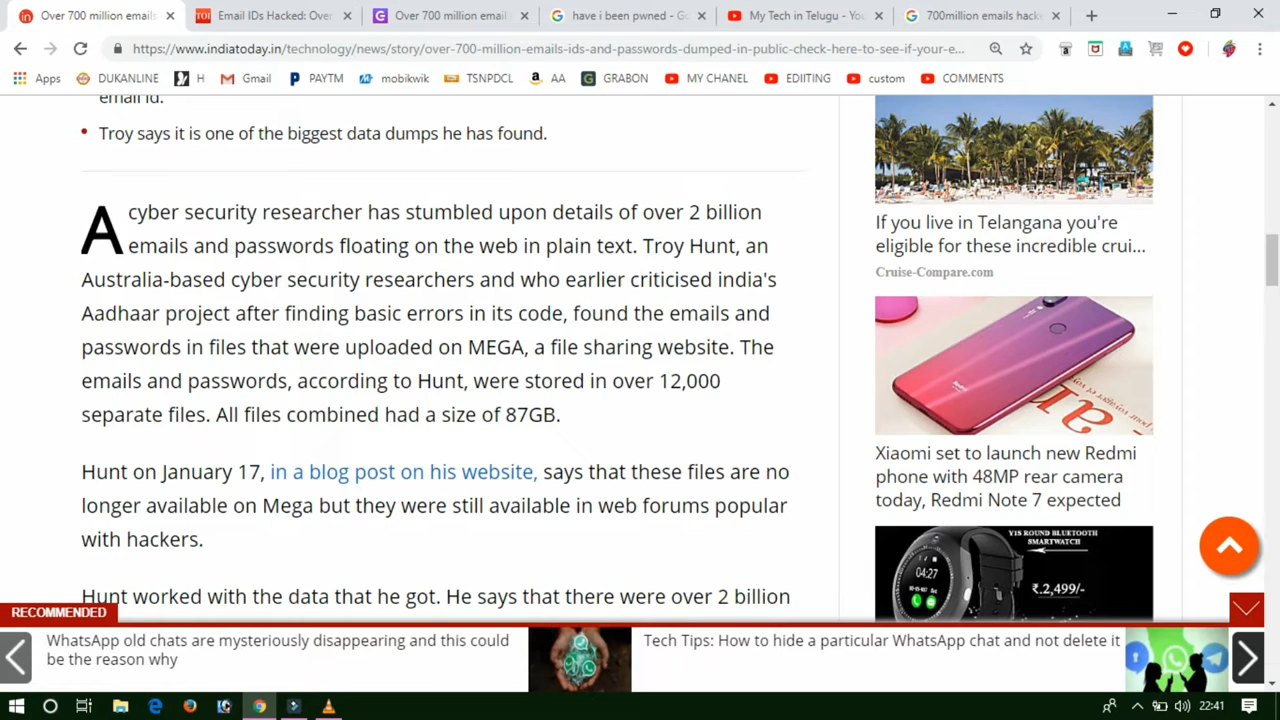 Over 700 million emails
Email IDs Hacked: Over
Over 700 million email
have i been pwned - Go
My Tech in Telugu - You
700million emails hack
https://www.indiatoday.in/technology/news/story/over-700-million-emails-ids-and-passwords-dumped-in-public-check-here-to-see-if-your-e...
Apps DUKANLINE H Gmail PAYTM mobikwik TSNPDCL AA GRABON MY CHANEL EDIITING custom COMMENTS
email id.
Troy says it is one of the biggest data dumps he has found.
A cyber security researcher has stumbled upon details of over 2 billion
emails and passwords floating on the web in plain text. Troy Hunt, an
Australia-based cyber security researchers and who earlier criticised india's
Aadhaar project after finding basic errors in its code, found the emails and
passwords in files that were uploaded on MEGA, a file sharing website. The
emails and passwords, according to Hunt, were stored in over 12,000
separate files. All files combined had a size of 87GB.
Hunt on January 17, in a blog post on his website, says that these files are no
longer available on Mega but they were still available in web forums popular
with hackers.
Hunt worked with the data that he got. He says that there were over 2 billion
If you live in Telangana you're
eligible for these incredible crui...
Cruise-Compare.com
Redmi
Xiaomi set to launch new Redmi
phone with 48MP rear camera
today, Redmi Note 7 expected
Y1S ROUND BLUETOOTH
SMARTWATCH
04:27
₹.2,499/-
RECOMMENDED
WhatsApp old chats are mysteriously disappearing and this could
be the reason why
Tech Tips: How to hide a particular WhatsApp chat and not delete it
22:41